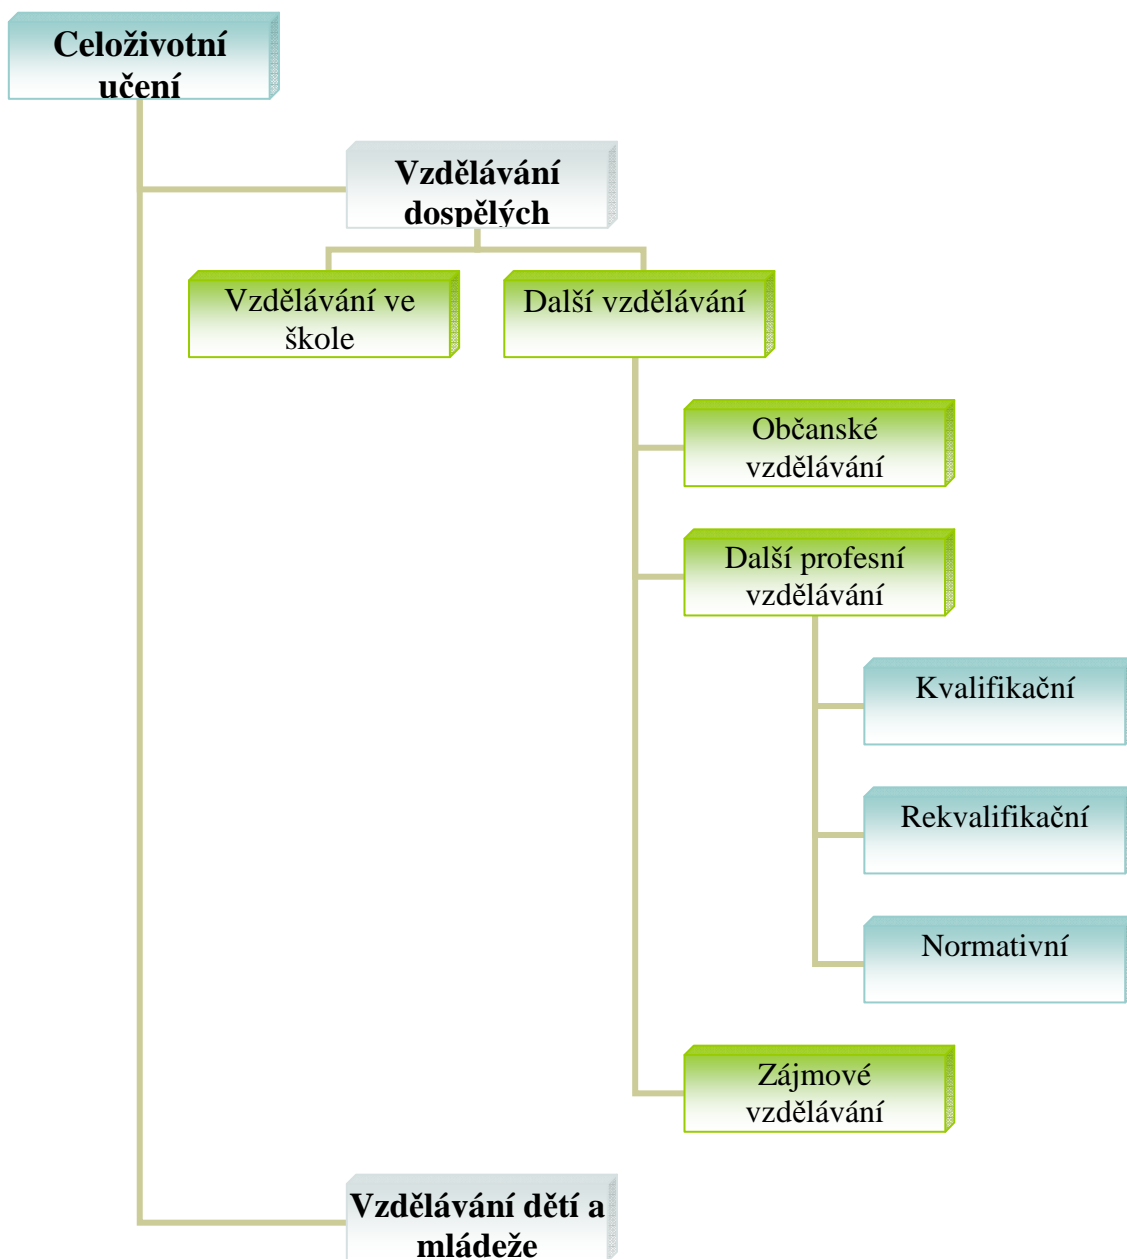 Celoživotní
učení
Vzdělávání
dospělých
Vzdělávání ve
škole
Další vzdělávání
Občanské
vzdělávání
Další profesní
vzdělávání
Kvalifikační
Rekvalifikační
Normativní
Zájmové
vzdělávání
Vzdělávání dětí a
mládeže